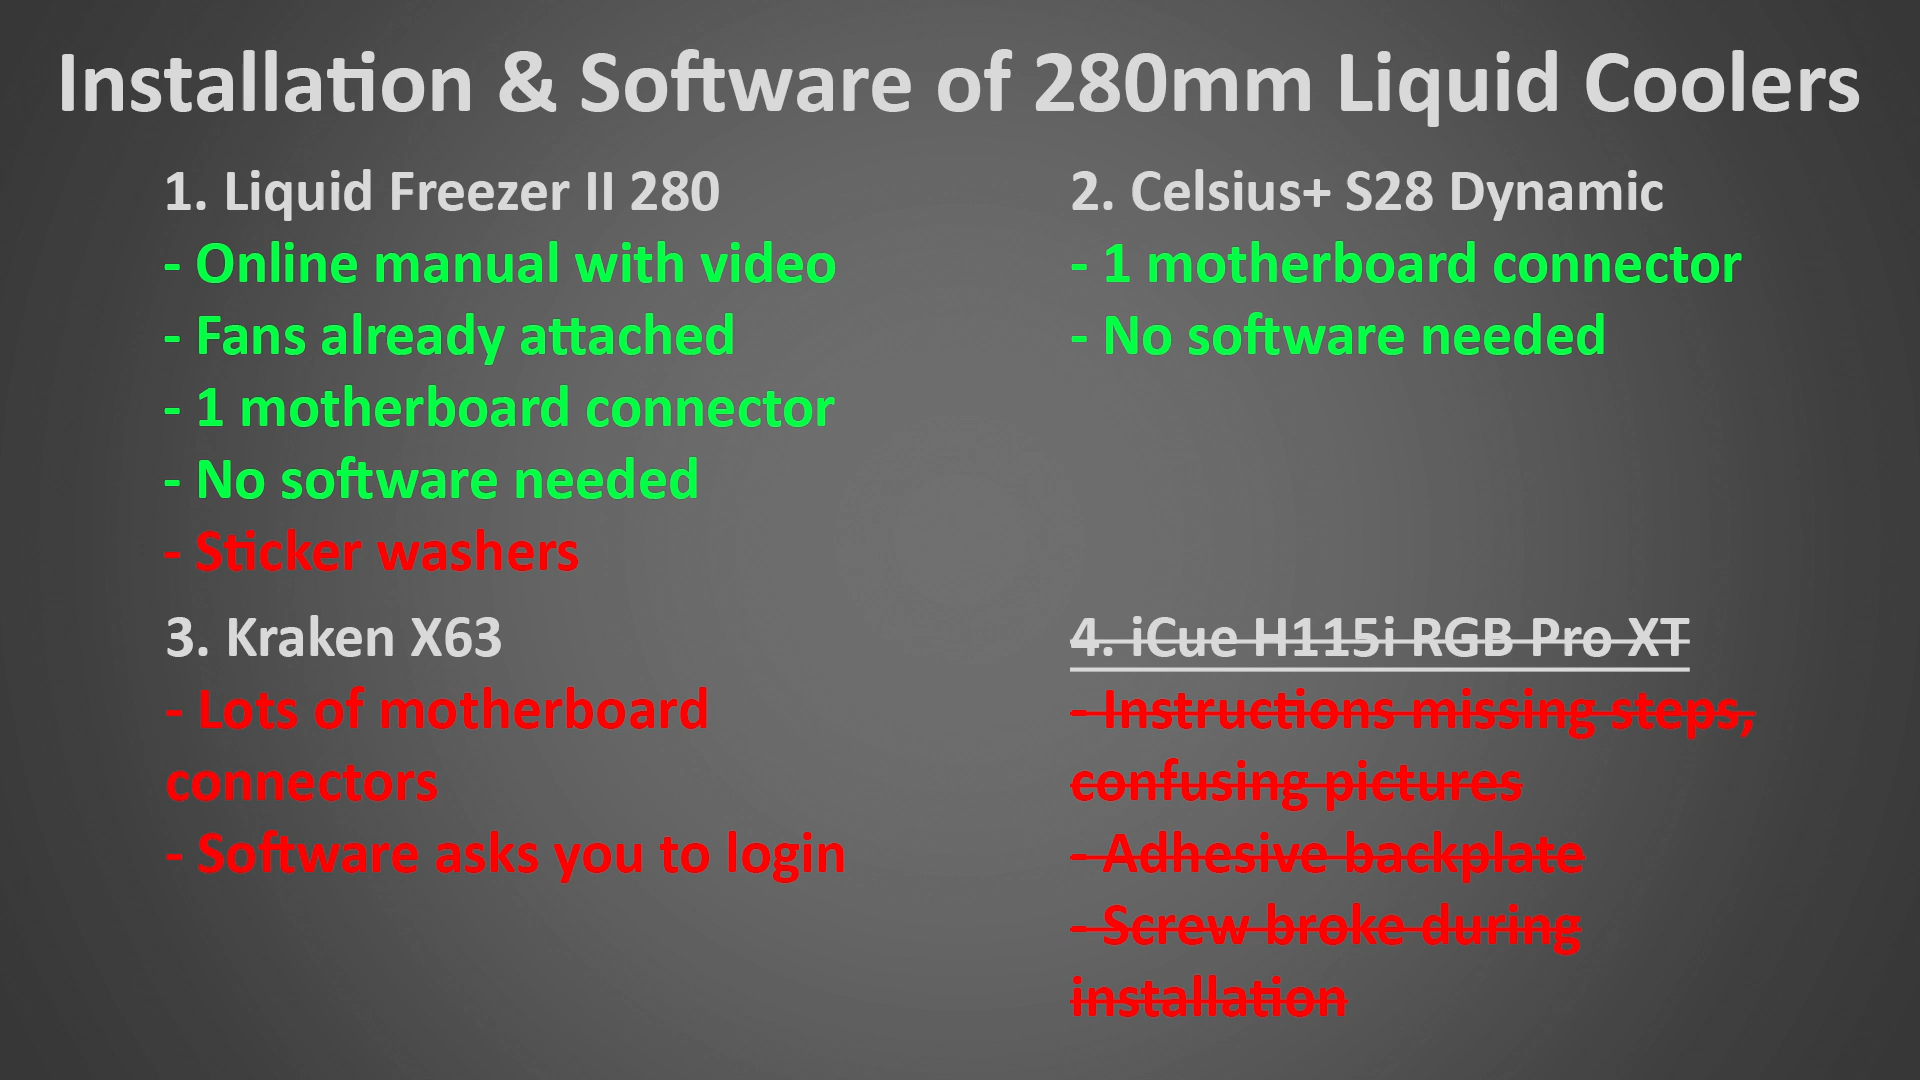 Installation & Software of 280mm Liquid Coolers
1. Liquid Freezer II 280
- Online manual with video
- Fans already attached
- 1 motherboard connector
- No software needed
- Sticker washers
2. Celsius+ S28 Dynamic
- 1 motherboard connector
- No software needed
3. Kraken X63
- Lots of motherboard
connectors
- Software asks you to login
4. iCue H115i RGB Pro XT
- Instructions missing steps,
confusing pictures
- Adhesive backplate
- Screw broke during
installation